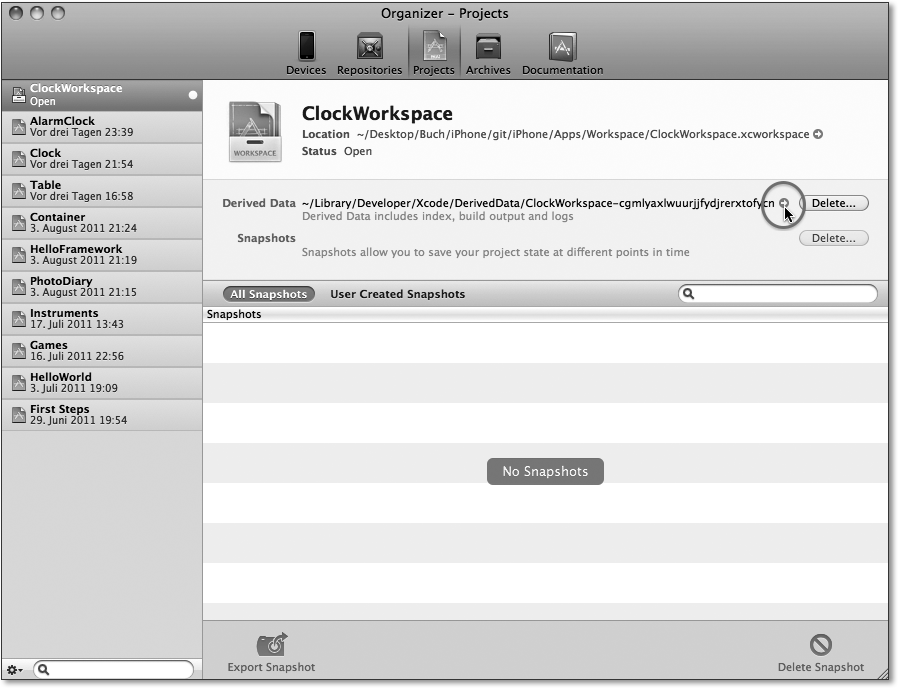 Organizer – Projects
Devices Repositories Projects Archives Documentation
ClockWorkspace
Open
AlarmClock
Vor drei Tagen 23:39
Clock
Vor drei Tagen 21:54
Table
Vor drei Tagen 16:58
Container
3. August 2011 21:24
HelloFramework
3. August 2011 21:19
PhotoDiary
3. August 2011 21:15
Instruments
17. Juli 2011 13:43
Games
16. Juli 2011 22:56
HelloWorld
3. Juli 2011 19:09
First Steps
29. Juni 2011 19:54
WORKSPACE
ClockWorkspace
Location ~/Desktop/Buch/iPhone/git/iPhone/Apps/Workspace/ClockWorkspace.xcworkspace
Status Open
Derived Data ~/Library/Developer/Xcode/DerivedData/ClockWorkspace-cgmlyaxlwuurjjfydjrerxtofycn Delete...
Derived Data includes index, build output and logs
Snapshots Delete...
Snapshots allow you to save your project state at different points in time
All Snapshots User Created Snapshots
Snapshots
No Snapshots
Export Snapshot Delete Snapshot